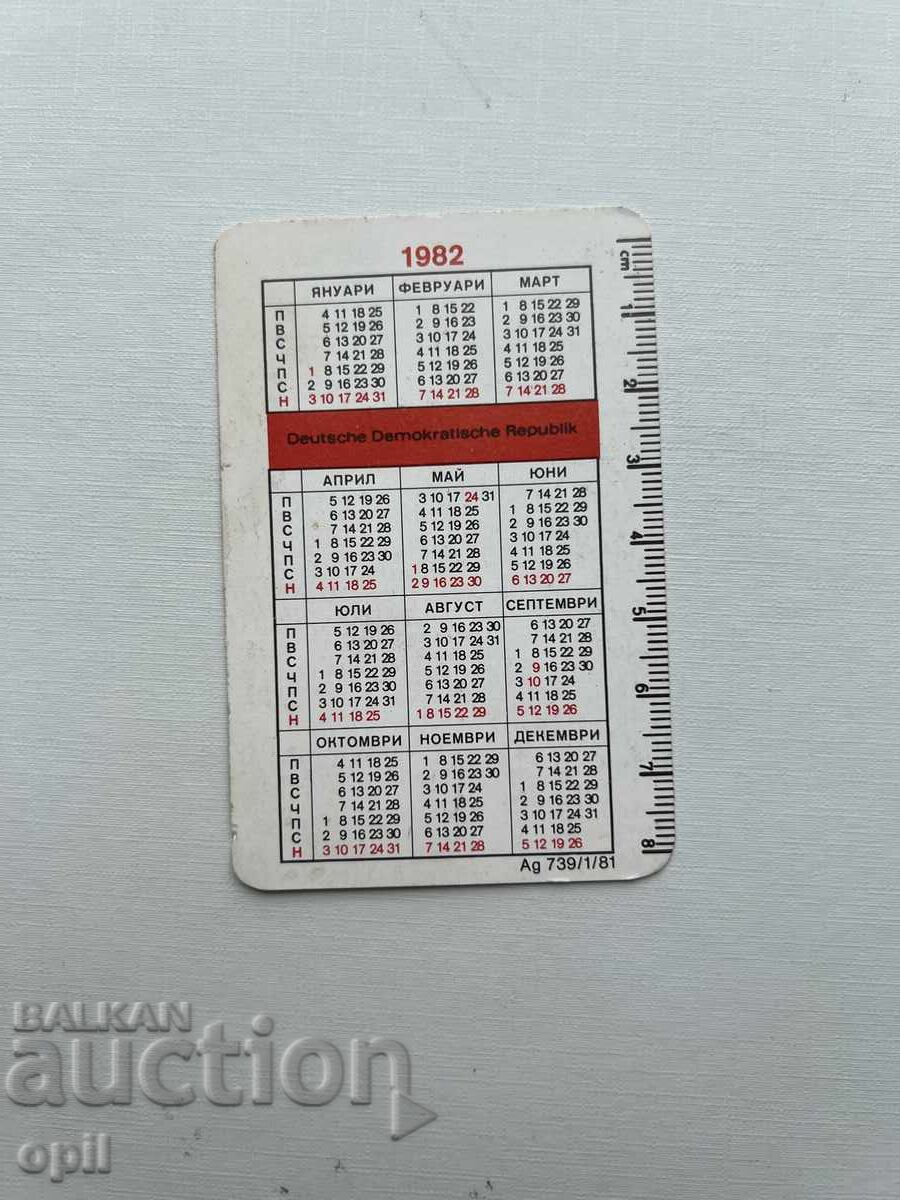 1982
cm
1
2
3
4
5
6
7
8
ЯНУАРИ ФЕВРУАРИ МАРТ
П 4 11 18 25 1 8 15 22 1 8 15 22 29
В 5 12 19 26 2 9 16 23 2 9 16 23 30
С 6 13 20 27 3 10 17 24 3 10 17 24 31
Ч 7 14 21 28 4 11 18 25 4 11 18 25
П 1 8 15 22 29 5 12 19 26 5 12 19 26
С 2 9 16 23 30 6 13 20 27 6 13 20 27
Н 3 10 17 24 31 7 14 21 28 7 14 21 28
Deutsche Demokratische Republik
АПРИЛ МАЙ ЮНИ
П 5 12 19 26 3 10 17 24 31 7 14 21 28
В 6 13 20 27 4 11 18 25 1 8 15 22 29
С 7 14 21 28 5 12 19 26 2 9 16 23 30
Ч 1 8 15 22 29 6 13 20 27 3 10 17 24
П 2 9 16 23 30 7 14 21 28 4 11 18 25
С 3 10 17 24 1 8 15 22 29 5 12 19 26
Н 4 11 18 25 2 9 16 23 30 6 13 20 27
ЮЛИ АВГУСТ СЕПТЕМВРИ
П 5 12 19 26 2 9 16 23 30 6 13 20 27
В 6 13 20 27 3 10 17 24 31 7 14 21 28
С 7 14 21 28 4 11 18 25 1 8 15 22 29
Ч 1 8 15 22 29 5 12 19 26 2 9 16 23 30
П 2 9 16 23 30 6 13 20 27 3 10 17 24
С 3 10 17 24 31 7 14 21 28 4 11 18 25
Н 4 11 18 25 1 8 15 22 29 5 12 19 26
ОКТОМВРИ НОЕМВРИ ДЕКЕМВРИ
П 4 11 18 25 1 8 15 22 29 6 13 20 27
В 5 12 19 26 2 9 16 23 30 7 14 21 28
С 6 13 20 27 3 10 17 24 1 8 15 22 29
Ч 7 14 21 28 4 11 18 25 2 9 16 23 30
П 1 8 15 22 29 5 12 19 26 3 10 17 24 31
С 2 9 16 23 30 6 13 20 27 4 11 18 25
Н 3 10 17 24 31 7 14 21 28 5 12 19 26
Ag 739/1/81
BALKAN
auction
opil